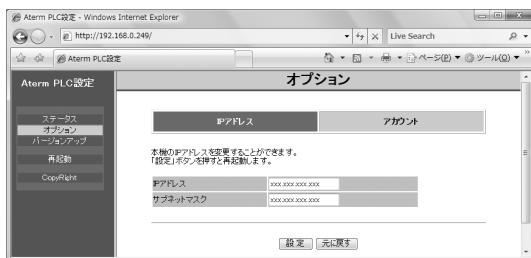 Aterm PLC設定 - Windows Internet Explorer
http://192.168.0.249/
Live Search
Aterm PLC設定
ページ(P)
ツール(O)
Aterm PLC設定
ステータス
オプション
バージョンアップ
再起動
CopyRight
オプション
IPアドレス
アカウント
本機のIPアドレスを変更することができます。
「設定」ボタンを押すと再起動します。
IPアドレス
xxx.xxx.xxx.xxx
サブネットマスク
xxx.xxx.xxx.xxx
設定
元に戻す